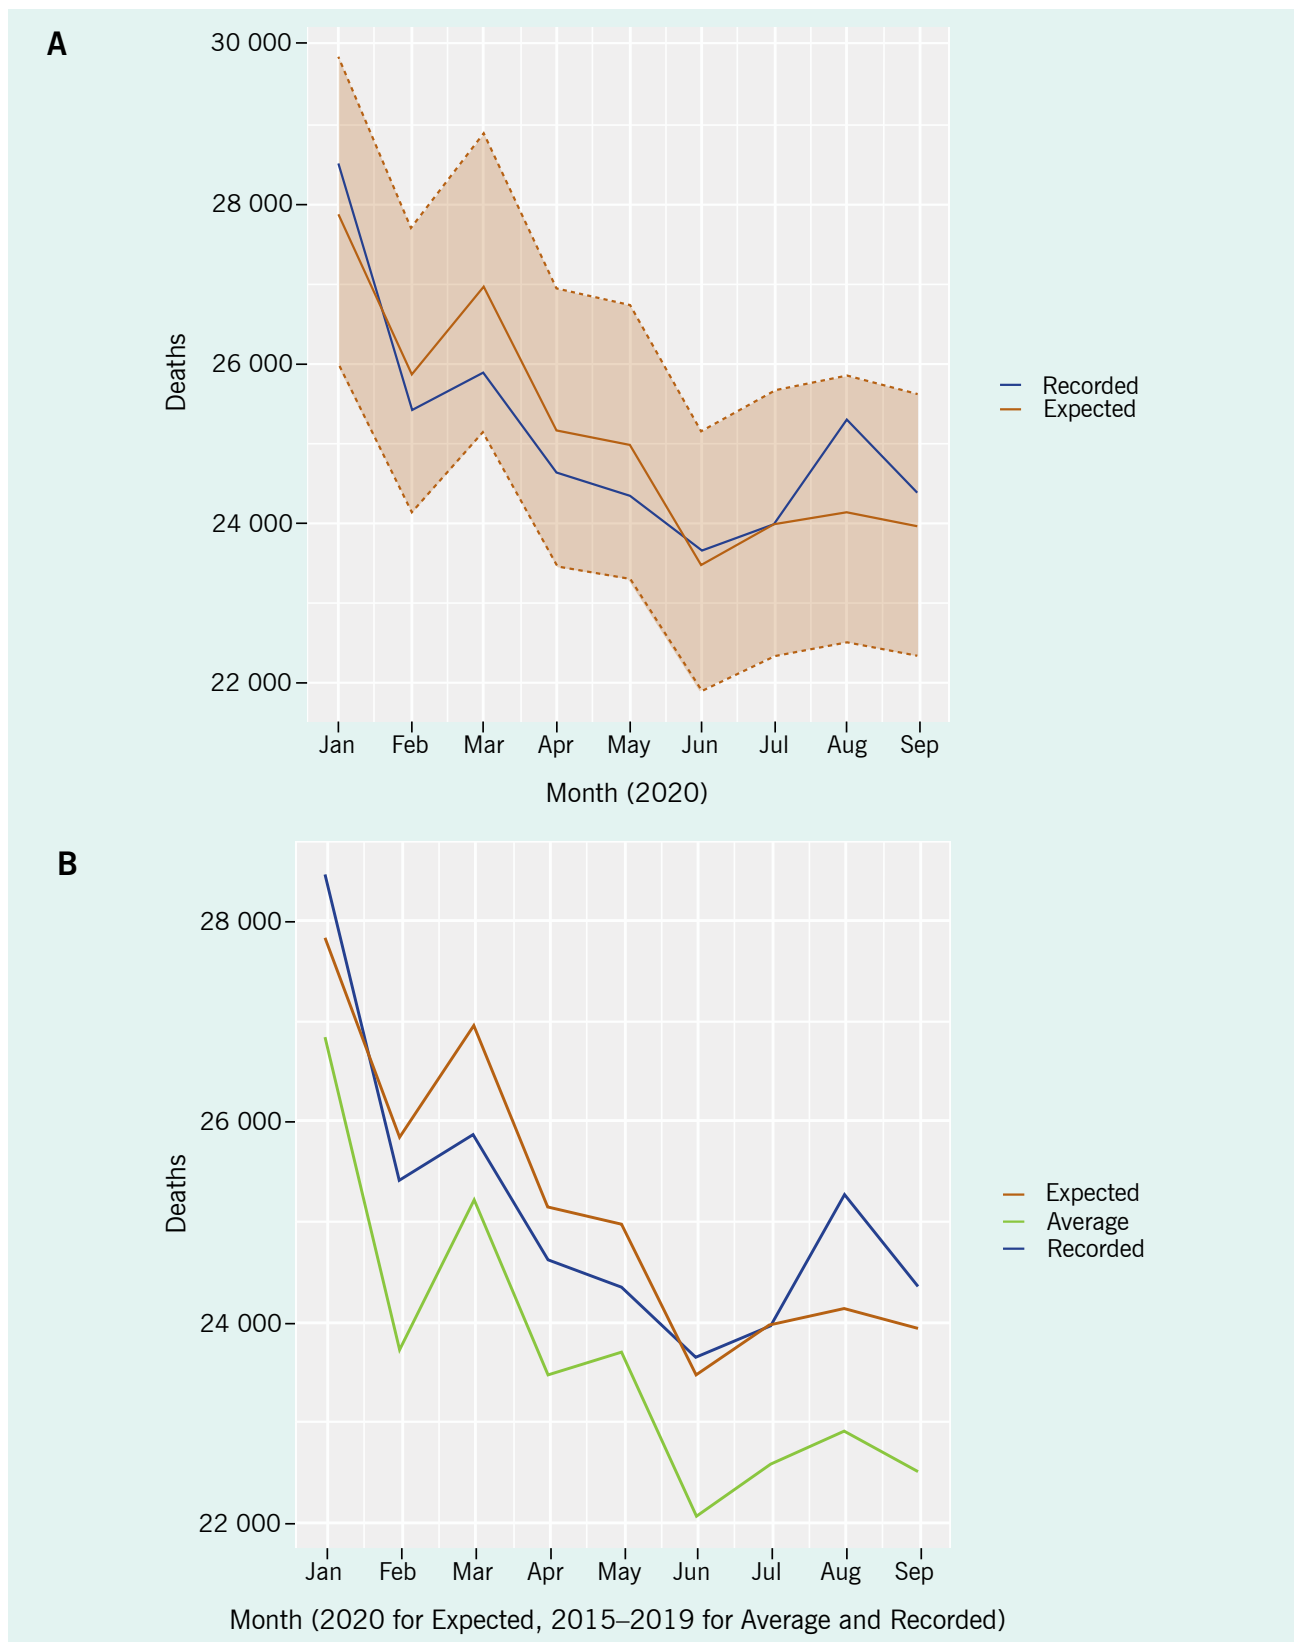 A
30 000
28 000
26 000
24 000
22 000
Deaths
Jan Feb Mar Apr May Jun Jul Aug Sep
Month (2020)
Recorded
Expected
B
28 000
26 000
24 000
22 000
Deaths
Jan Feb Mar Apr May Jun Jul Aug Sep
Month (2020 for Expected, 2015–2019 for Average and Recorded)
Expected
Average
Recorded